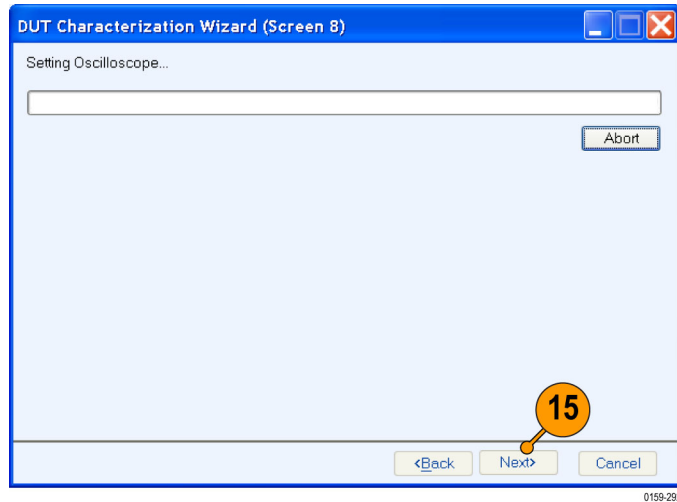 DUT Characterization Wizard (Screen 8)
Setting Oscilloscope...
Abort
15
<Back Next> Cancel
0159-29